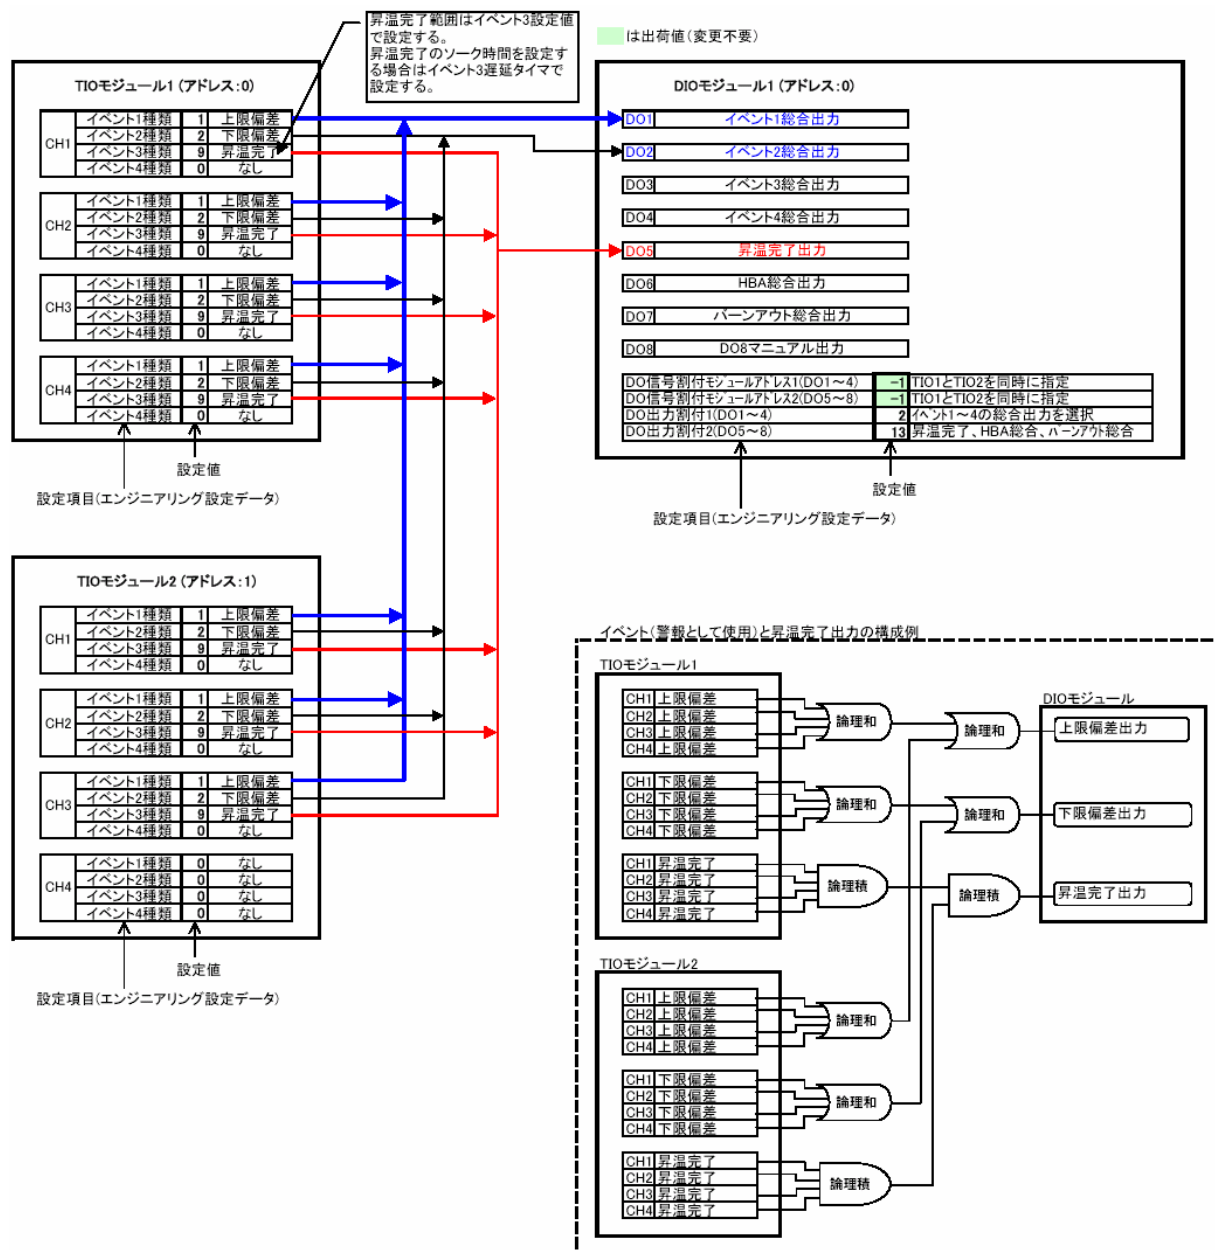 昇温完了範囲はイベント3設定値
で設定する。
昇温完了のソーク時間を設定す
る場合はイベント3遅延タイマで
設定する。
は出荷値(変更不要)
TIOモジュール1 (アドレス:0)
CH1
イベント1種類 1 上限偏差
イベント2種類 2 下限偏差
イベント3種類 9 昇温完了
イベント4種類 0 なし
CH2
イベント1種類 1 上限偏差
イベント2種類 2 下限偏差
イベント3種類 9 昇温完了
イベント4種類 0 なし
CH3
イベント1種類 1 上限偏差
イベント2種類 2 下限偏差
イベント3種類 9 昇温完了
イベント4種類 0 なし
CH4
イベント1種類 1 上限偏差
イベント2種類 2 下限偏差
イベント3種類 9 昇温完了
イベント4種類 0 なし
設定値
設定項目(エンジニアリング設定データ)
DIOモジュール1 (アドレス:0)
DO1 イベント1総合出力
DO2 イベント2総合出力
DO3 イベント3総合出力
DO4 イベント4総合出力
DO5 昇温完了出力
DO6 HBA総合出力
DO7 バーンアウト総合出力
DO8 DO8マニュアル出力
DO信号割付モジュールアドレス1(DO1~4) -1 TIO1とTIO2を同時に指定
DO信号割付モジュールアドレス2(DO5~8) -1 TIO1とTIO2を同時に指定
DO出力割付1(DO1~4) 2 イベント1~4の総合出力を選択
DO出力割付2(DO5~8) 13 昇温完了、HBA総合、バーンアウト総合
設定値
設定項目(エンジニアリング設定データ)
TIOモジュール2 (アドレス:1)
CH1
イベント1種類 1 上限偏差
イベント2種類 2 下限偏差
イベント3種類 9 昇温完了
イベント4種類 0 なし
CH2
イベント1種類 1 上限偏差
イベント2種類 2 下限偏差
イベント3種類 9 昇温完了
イベント4種類 0 なし
CH3
イベント1種類 1 上限偏差
イベント2種類 2 下限偏差
イベント3種類 9 昇温完了
イベント4種類 0 なし
CH4
イベント1種類 0 なし
イベント2種類 0 なし
イベント3種類 0 なし
イベント4種類 0 なし
設定値
設定項目(エンジニアリング設定データ)
イベント(警報として使用)と昇温完了出力の構成例
TIOモジュール1
CH1 上限偏差
CH2 上限偏差
CH3 上限偏差
CH4 上限偏差
論理和
論理和
CH1 下限偏差
CH2 下限偏差
CH3 下限偏差
CH4 下限偏差
論理和
論理和
CH1 昇温完了
CH2 昇温完了
CH3 昇温完了
CH4 昇温完了
論理積
論理積
DIOモジュール
上限偏差出力
下限偏差出力
昇温完了出力
TIOモジュール2
CH1 上限偏差
CH2 上限偏差
CH3 上限偏差
CH4 上限偏差
論理和
CH1 下限偏差
CH2 下限偏差
CH3 下限偏差
CH4 下限偏差
論理和
CH1 昇温完了
CH2 昇温完了
CH3 昇温完了
CH4 昇温完了
論理積